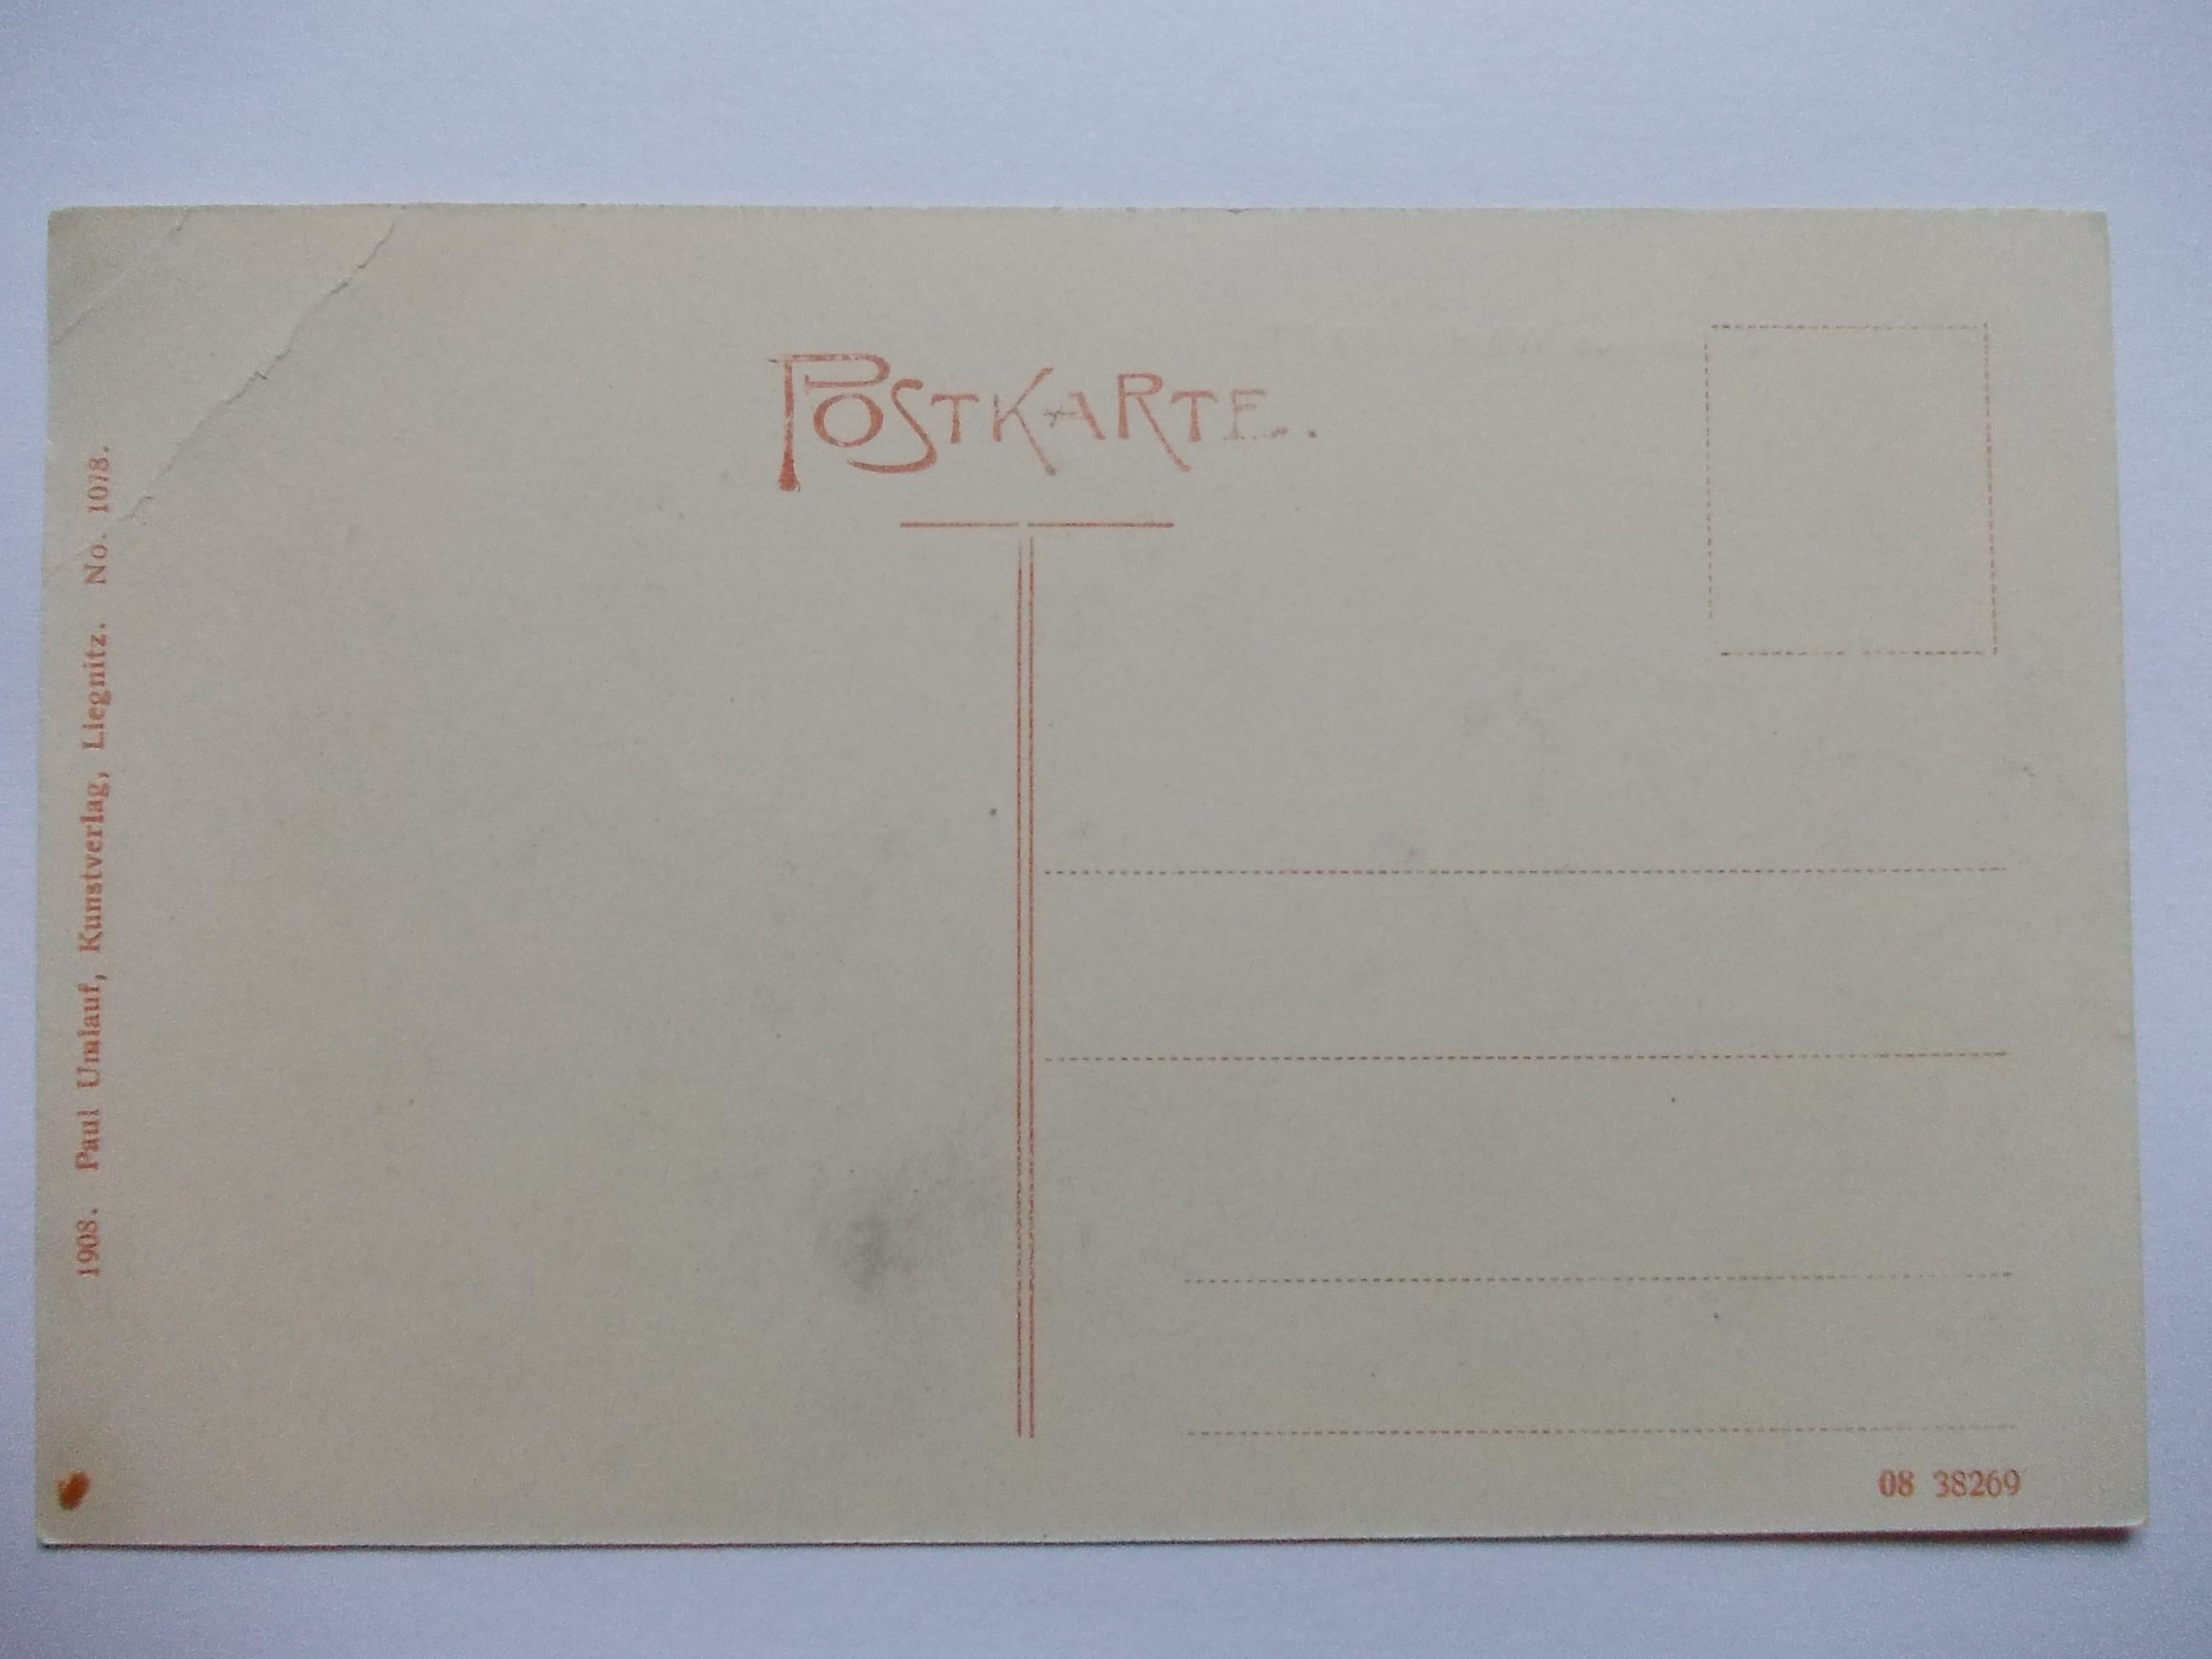 POSTKARTE.
1908. Paul Umlauf, Kunstverlag, Liegnitz. No. 1078.
08 38269